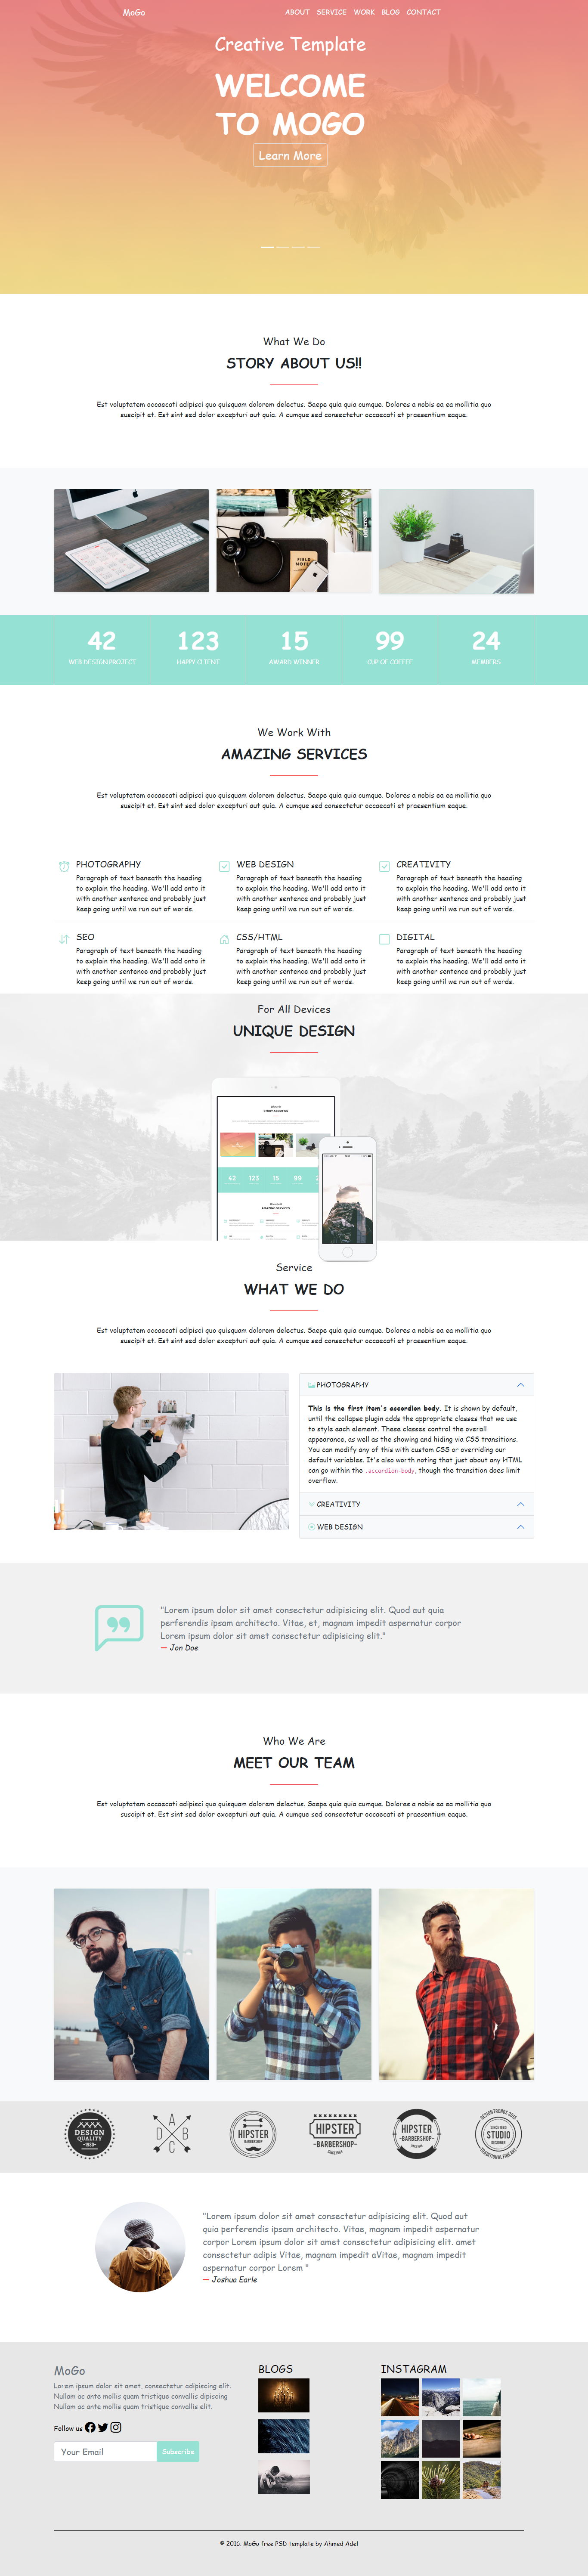 MoGo
ABOUT SERVICE WORK BLOG CONTACT
Creative Template
WELCOME
TO MOGO
Learn More
What We Do
STORY ABOUT US!!
Est voluptatem occaecati adipisci quo quisquam dolorem delectus. Saepe quia quia cumque. Dolores a nobis ea ea mollitia quo
suscipit et. Est sint sed dolor excepturi aut quia. A cumque sed consectetur occaecati et praesentium eaque.
FIELD NOTES
42
WEB DESIGN PROJECT
123
HAPPY CLIENT
15
AWARD WINNER
99
CUP OF COFFEE
24
MEMBERS
We Work With
AMAZING SERVICES
Est voluptatem occaecati adipisci quo quisquam dolorem delectus. Saepe quia quia cumque. Dolores a nobis ea ea mollitia quo
suscipit et. Est sint sed dolor excepturi aut quia. A cumque sed consectetur occaecati et praesentium eaque.
PHOTOGRAPHY
Paragraph of text beneath the heading
to explain the heading. We'll add onto it
with another sentence and probably just
keep going until we run out of words.
WEB DESIGN
Paragraph of text beneath the heading
to explain the heading. We'll add onto it
with another sentence and probably just
keep going until we run out of words.
CREATIVITY
Paragraph of text beneath the heading
to explain the heading. We'll add onto it
with another sentence and probably just
keep going until we run out of words.
SEO
Paragraph of text beneath the heading
to explain the heading. We'll add onto it
with another sentence and probably just
keep going until we run out of words.
CSS/HTML
Paragraph of text beneath the heading
to explain the heading. We'll add onto it
with another sentence and probably just
keep going until we run out of words.
DIGITAL
Paragraph of text beneath the heading
to explain the heading. We'll add onto it
with another sentence and probably just
keep going until we run out of words.
For All Devices
UNIQUE DESIGN
STORY ABOUT US
42 123 15 99
AMAZING SERVICES
Service
WHAT WE DO
Est voluptatem occaecati adipisci quo quisquam dolorem delectus. Saepe quia quia cumque. Dolores a nobis ea ea mollitia quo
suscipit et. Est sint sed dolor excepturi aut quia. A cumque sed consectetur occaecati et praesentium eaque.
PHOTOGRAPHY
This is the first item's accordion body. It is shown by default,
until the collapse plugin adds the appropriate classes that we use
to style each element. These classes control the overall
appearance, as well as the showing and hiding via CSS transitions.
You can modify any of this with custom CSS or overriding our
default variables. It's also worth noting that just about any HTML
can go within the .accordion-body, though the transition does limit
overflow.
CREATIVITY
WEB DESIGN
"Lorem ipsum dolor sit amet consectetur adipisicing elit. Quod aut quia
perferendis ipsam architecto. Vitae, et, magnam impedit aspernatur corpor
Lorem ipsum dolor sit amet consectetur adipisicing elit."
— Jon Doe
Who We Are
MEET OUR TEAM
Est voluptatem occaecati adipisci quo quisquam dolorem delectus. Saepe quia quia cumque. Dolores a nobis ea ea mollitia quo
suscipit et. Est sint sed dolor excepturi aut quia. A cumque sed consectetur occaecati et praesentium eaque.
DESIGN
QUALITY
A
D B
C
HIPSTER
BARBERSHOP
HIPSTER
-BARBERSHOP-
HIPSTER
-BARBERSHOP-
STUDIO
"Lorem ipsum dolor sit amet consectetur adipisicing elit. Quod aut
quia perferendis ipsam architecto. Vitae, magnam impedit aspernatur
corpor Lorem ipsum dolor sit amet consectetur adipisicing elit. amet
consectetur adipis Vitae, magnam impedit aVitae, magnam impedit
aspernatur corpor Lorem "
— Joshua Earle
MoGo
Lorem ipsum dolor sit amet, consectetur adipiscing elit.
Nullam ac ante mollis quam tristique convallis dipiscing
Nullam ac ante mollis quam tristique convallis elit.
Follow us
Your Email
Subscribe
BLOGS
INSTAGRAM
© 2016. MoGo free PSD template by Ahmed Adel